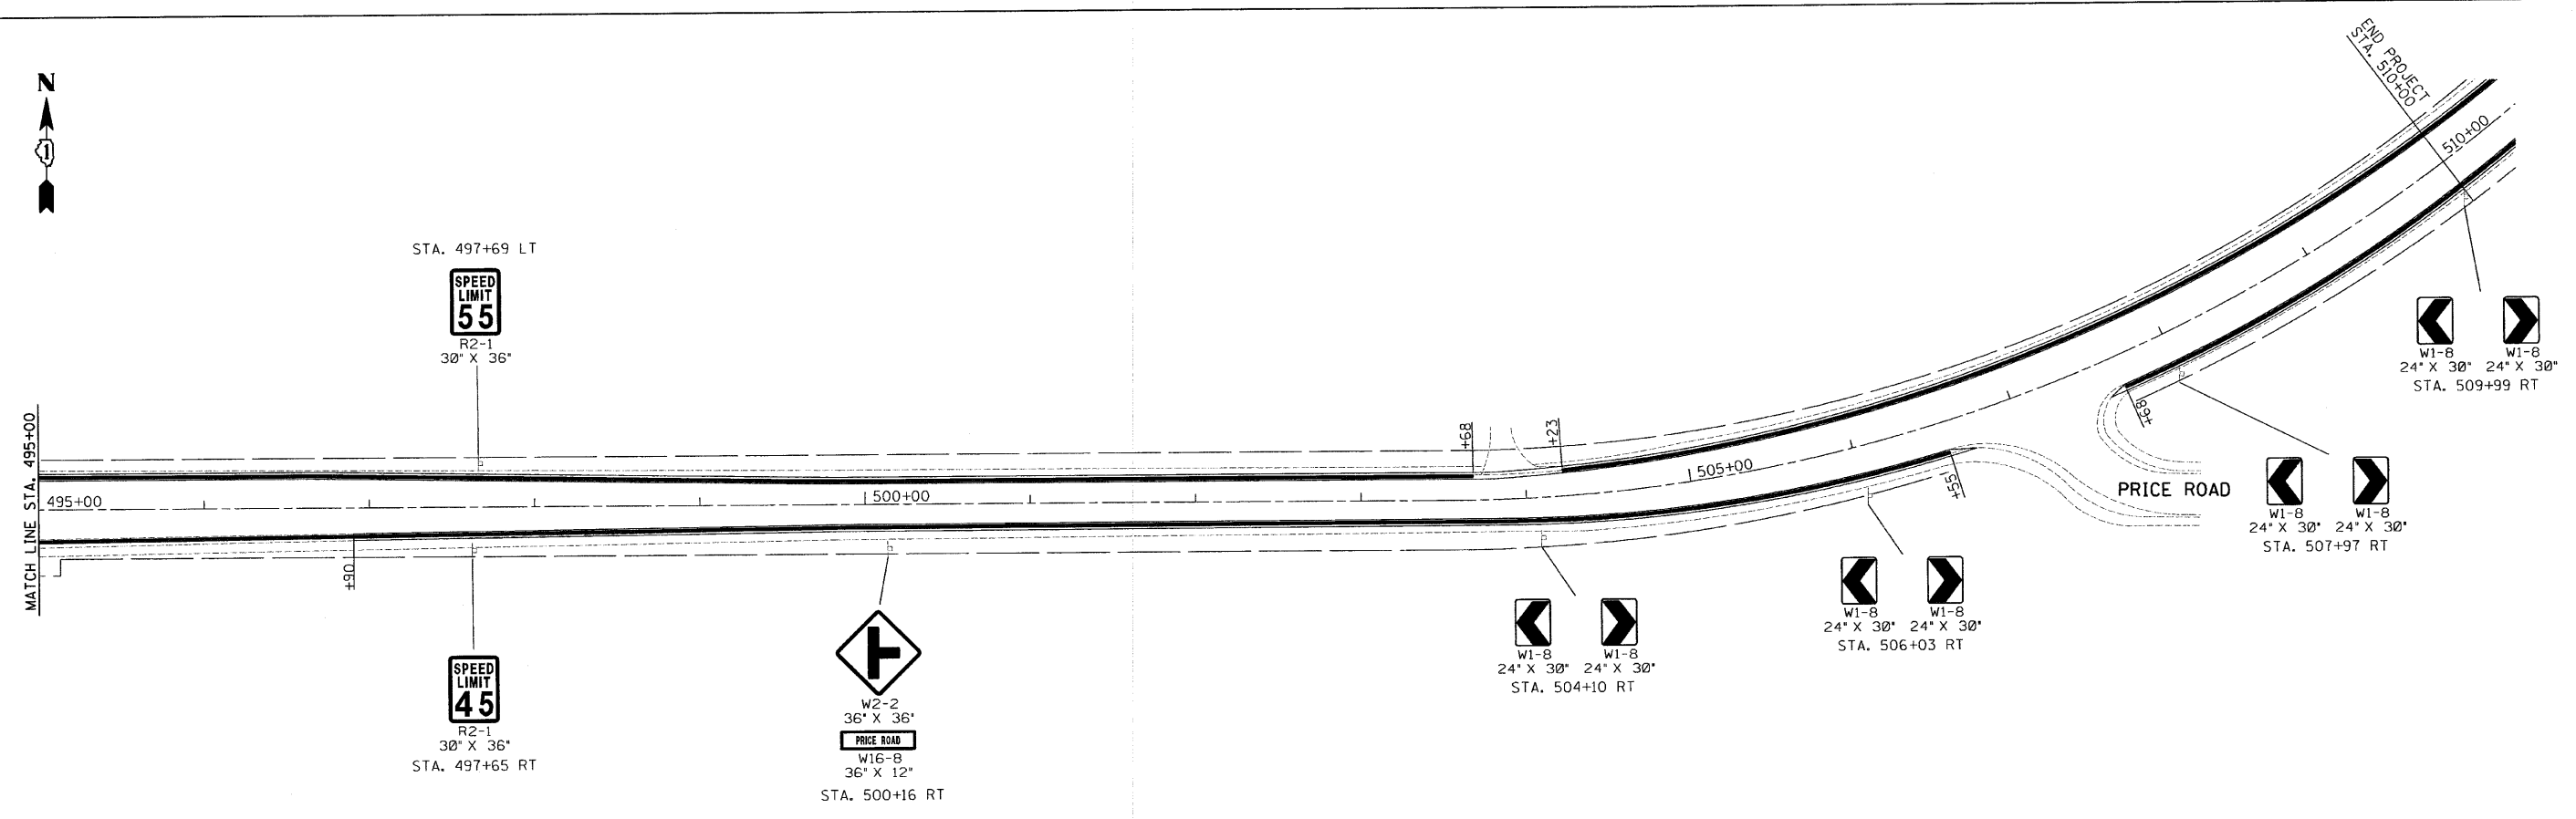 N
1
MATCH LINE STA. 495+00
495+00
+90
STA. 497+69 LT
SPEED
LIMIT
55
R2-1
30" X 36"
SPEED
LIMIT
45
R2-1
30" X 36"
STA. 497+65 RT
500+00
W2-2
36" X 36"
PRICE ROAD
W16-8
36" X 12"
STA. 500+16 RT
+68
+23
505+00
W1-8
24" X 30"
W1-8
24" X 30"
STA. 504+10 RT
+55
W1-8
24" X 30"
W1-8
24" X 30"
STA. 506+03 RT
PRICE ROAD
+68
W1-8
24" X 30"
W1-8
24" X 30"
STA. 507+97 RT
END PROJECT
STA. 510+00
510+00
W1-8
24" X 30"
W1-8
24" X 30"
STA. 509+99 RT